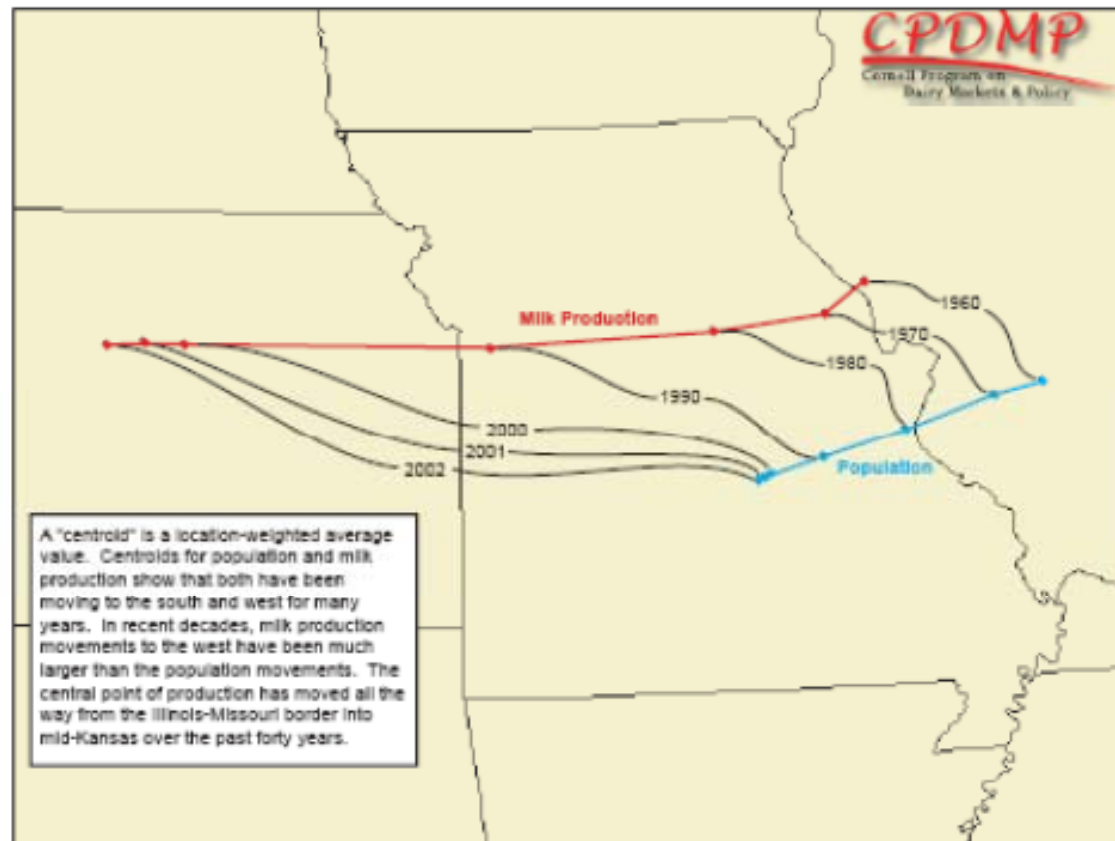 CPDMP
Cornell Program on
Dairy Markets & Policy
1960
Milk Production
1970
1980
1990
2000
2001
2002
Population
A "centroid" is a location-weighted average
value. Centroids for population and milk
production show that both have been
moving to the south and west for many
years. In recent decades, milk production
movements to the west have been much
larger than the population movements. The
central point of production has moved all the
way from the Illinois-Missouri border into
mid-Kansas over the past forty years.